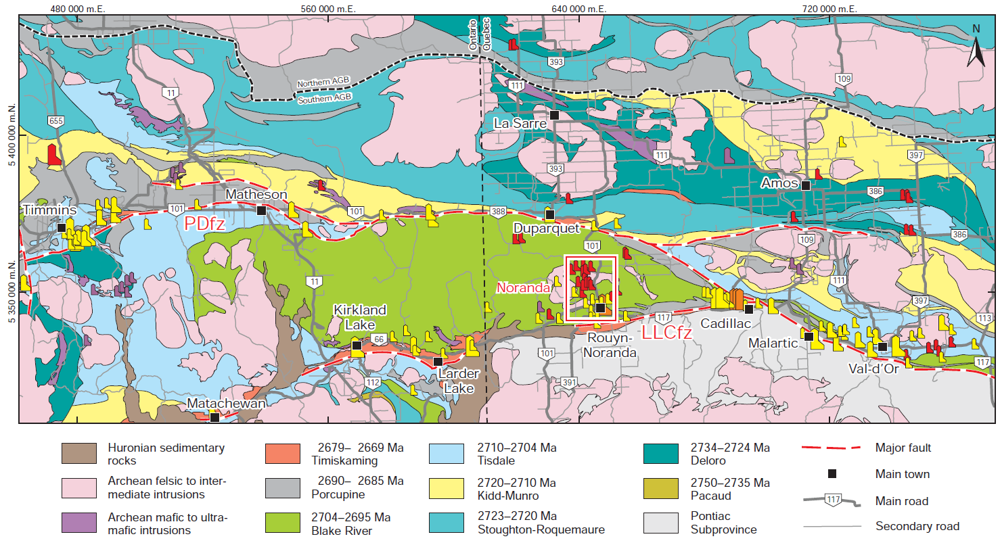 480 000 m.E.
560 000 m.E.
640 000 m.E.
720 000 m.E.
Ontario
Quebec
N
393
111
109
11
Northern AGB
Southern AGB
655
La Sarre
5 400 000 m.N.
111
397
393
Amos
386
Matheson
Timmins
101
101
388
PDfz
Duparquet
386
101
109
11
Noranda
111
397
5 350 000 m.N.
Kirkland
Lake
117
Cadillac
113
66
LLCfz
Rouyn-
Noranda
Malartic
101
Larder
Lake
Val-d'Or
117
112
391
Matachewan
Huronian sedimentary
rocks
2679– 2669 Ma
Timiskaming
2710–2704 Ma
Tisdale
2734–2724 Ma
Deloro
Major fault
Main town
Archean felsic to inter-
mediate intrusions
2690– 2685 Ma
Porcupine
2720–2710 Ma
Kidd-Munro
2750–2735 Ma
Pacaud
117
Main road
Archean mafic to ultra-
mafic intrusions
2704–2695 Ma
Blake River
2723–2720 Ma
Stoughton-Roquemaure
Pontiac
Subprovince
Secondary road